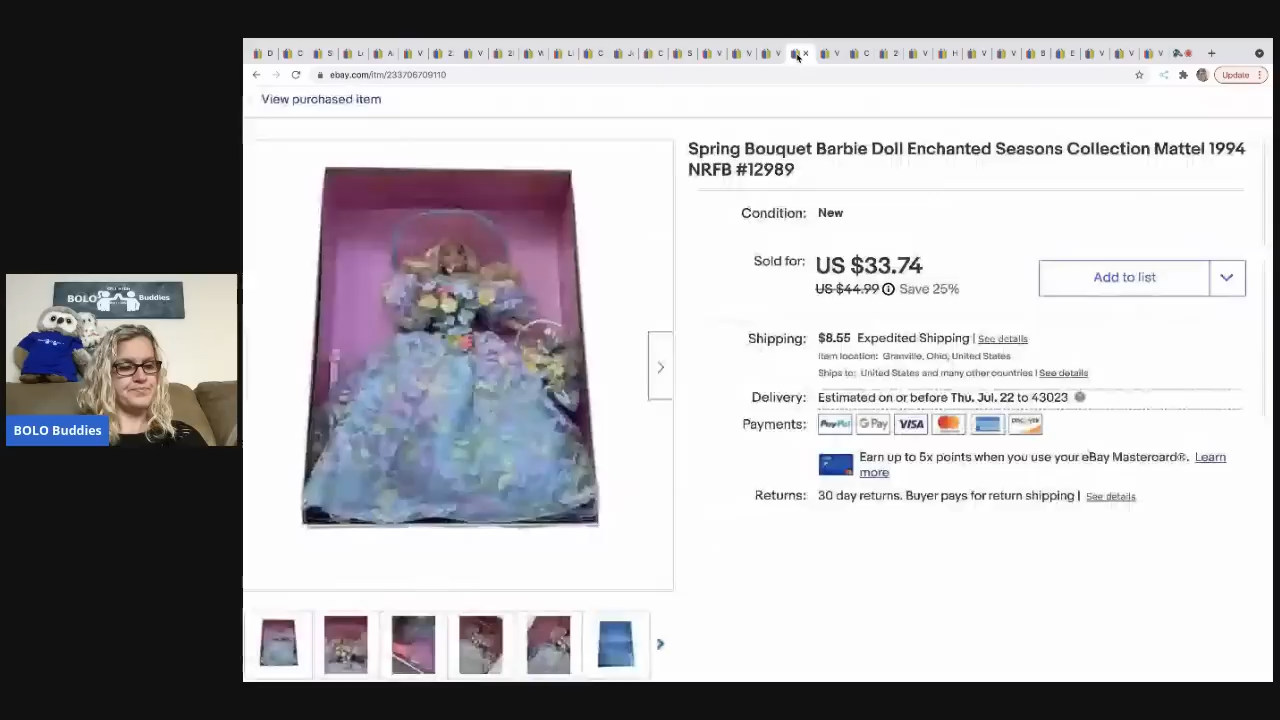 ebay.com/itm/233706709110
Update
View purchased item
Spring Bouquet Barbie Doll Enchanted Seasons Collection Mattel 1994
NRFB #12989
Condition: New
Sold for: US $33.74
US $44.99 Save 25%
Add to list
Shipping: $8.55 Expedited Shipping | See details
Item location: Granville, Ohio, United States
Ships to: United States and many other countries | See details
Delivery: Estimated on or before Thu. Jul. 22 to 43023
Payments: PayPal G Pay VISA DISCOVER
Earn up to 5x points when you use your eBay Mastercard®. Learn
more
Returns: 30 day returns. Buyer pays for return shipping | See details
BOLO Buddies
BOLO Buddies